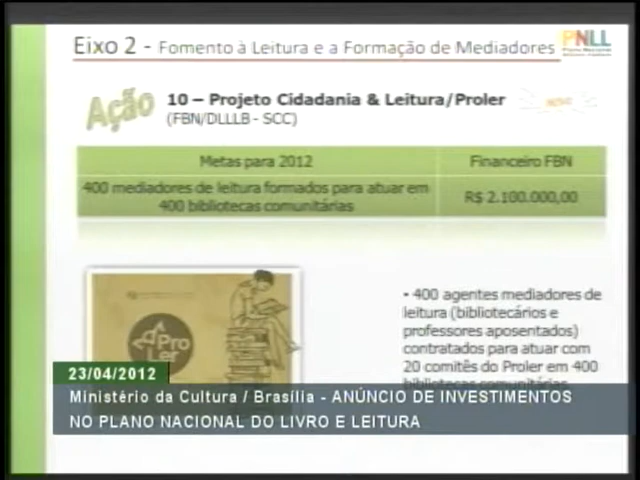 Eixo 2 - Fomento à Leitura e a Formação de Mediadores
PNLL
Ação
10 – Projeto Cidadania & Leitura/Proler
(FBN/DLLLB - SCC)
Metas para 2012
Financeiro FBN
400 mediadores de leitura formados para atuar em
400 bibliotecas comunitárias
R$ 2.100.000,00
ProLer
• 400 agentes mediadores de
leitura (bibliotecários e
professores aposentados)
contratados para atuar com
20 comitês do Proler em 400
bibliotecas comunitárias
23/04/2012
Ministério da Cultura / Brasília - ANÚNCIO DE INVESTIMENTOS
NO PLANO NACIONAL DO LIVRO E LEITURA